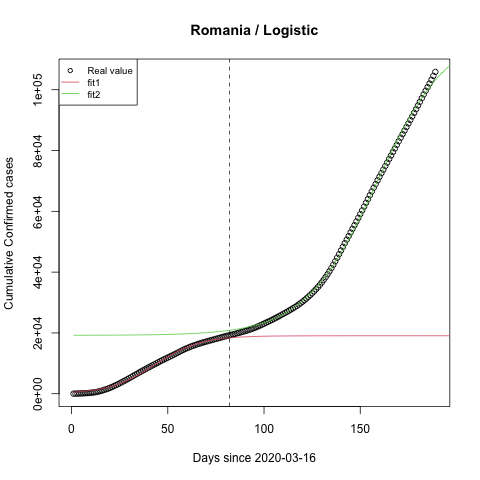 Romania / Logistic
Real value
fit1
fit2
Cumulative Confirmed cases
1e+05
8e+04
6e+04
4e+04
2e+04
0e+00
0 50 100 150
Days since 2020-03-16